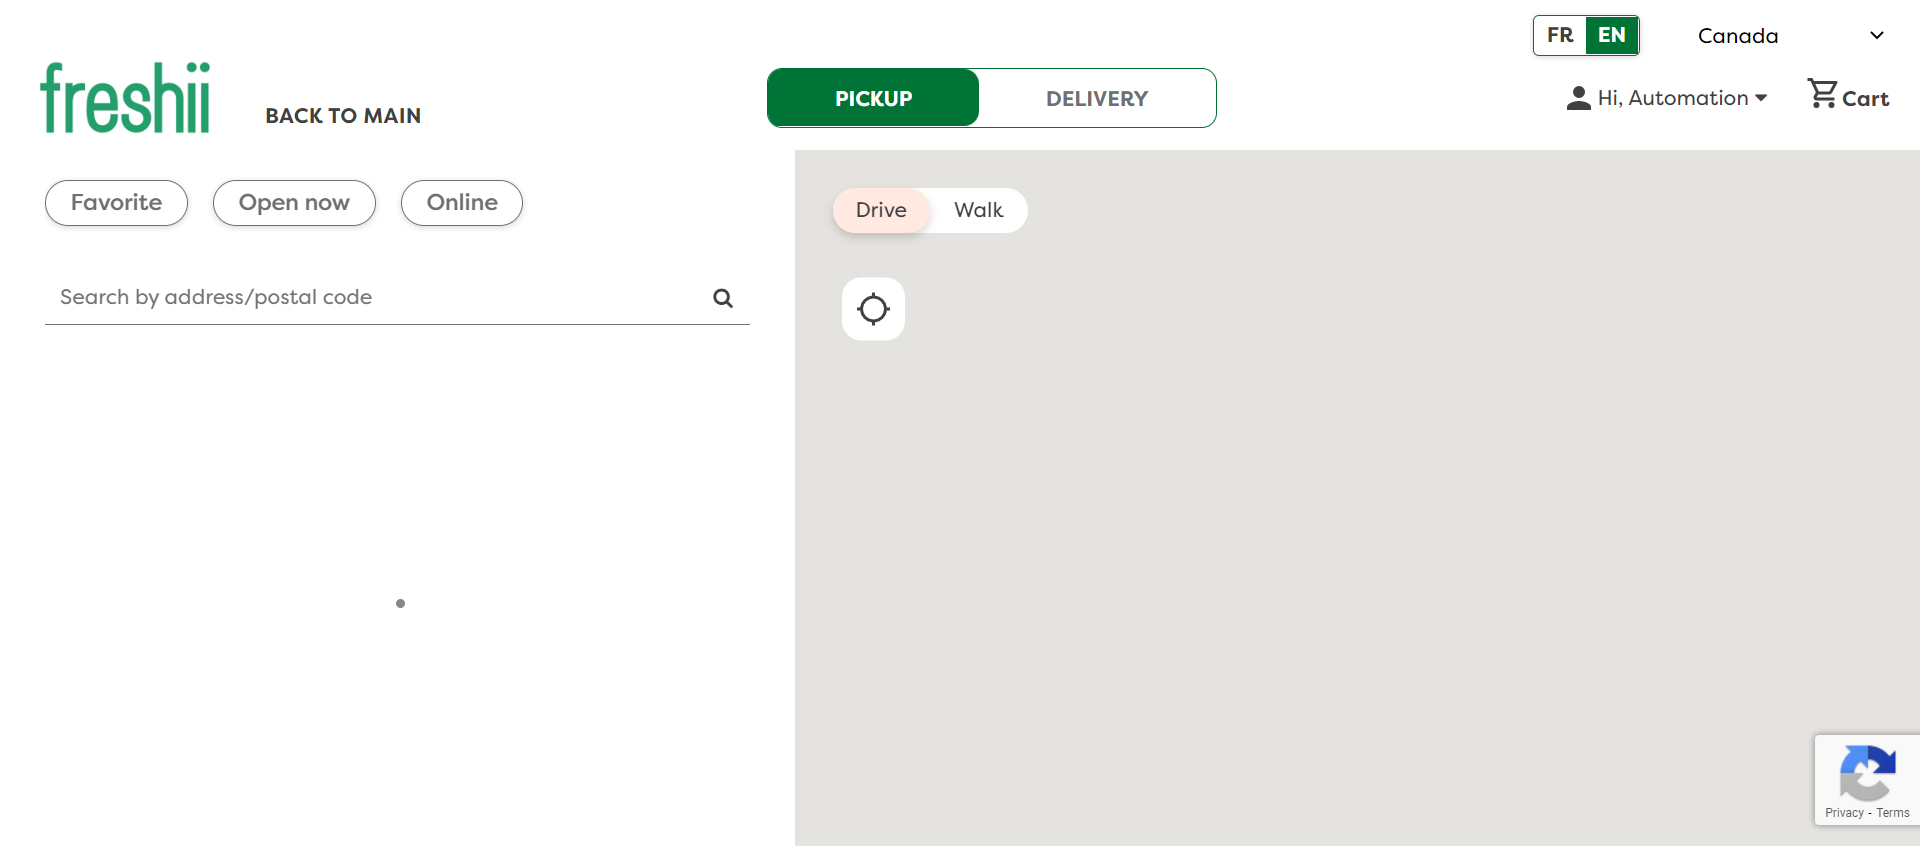 FR EN Canada
freshii BACK TO MAIN PICKUP DELIVERY Hi, Automation Cart
Favorite Open now Online
Drive Walk
Search by address/postal code
Privacy - Terms